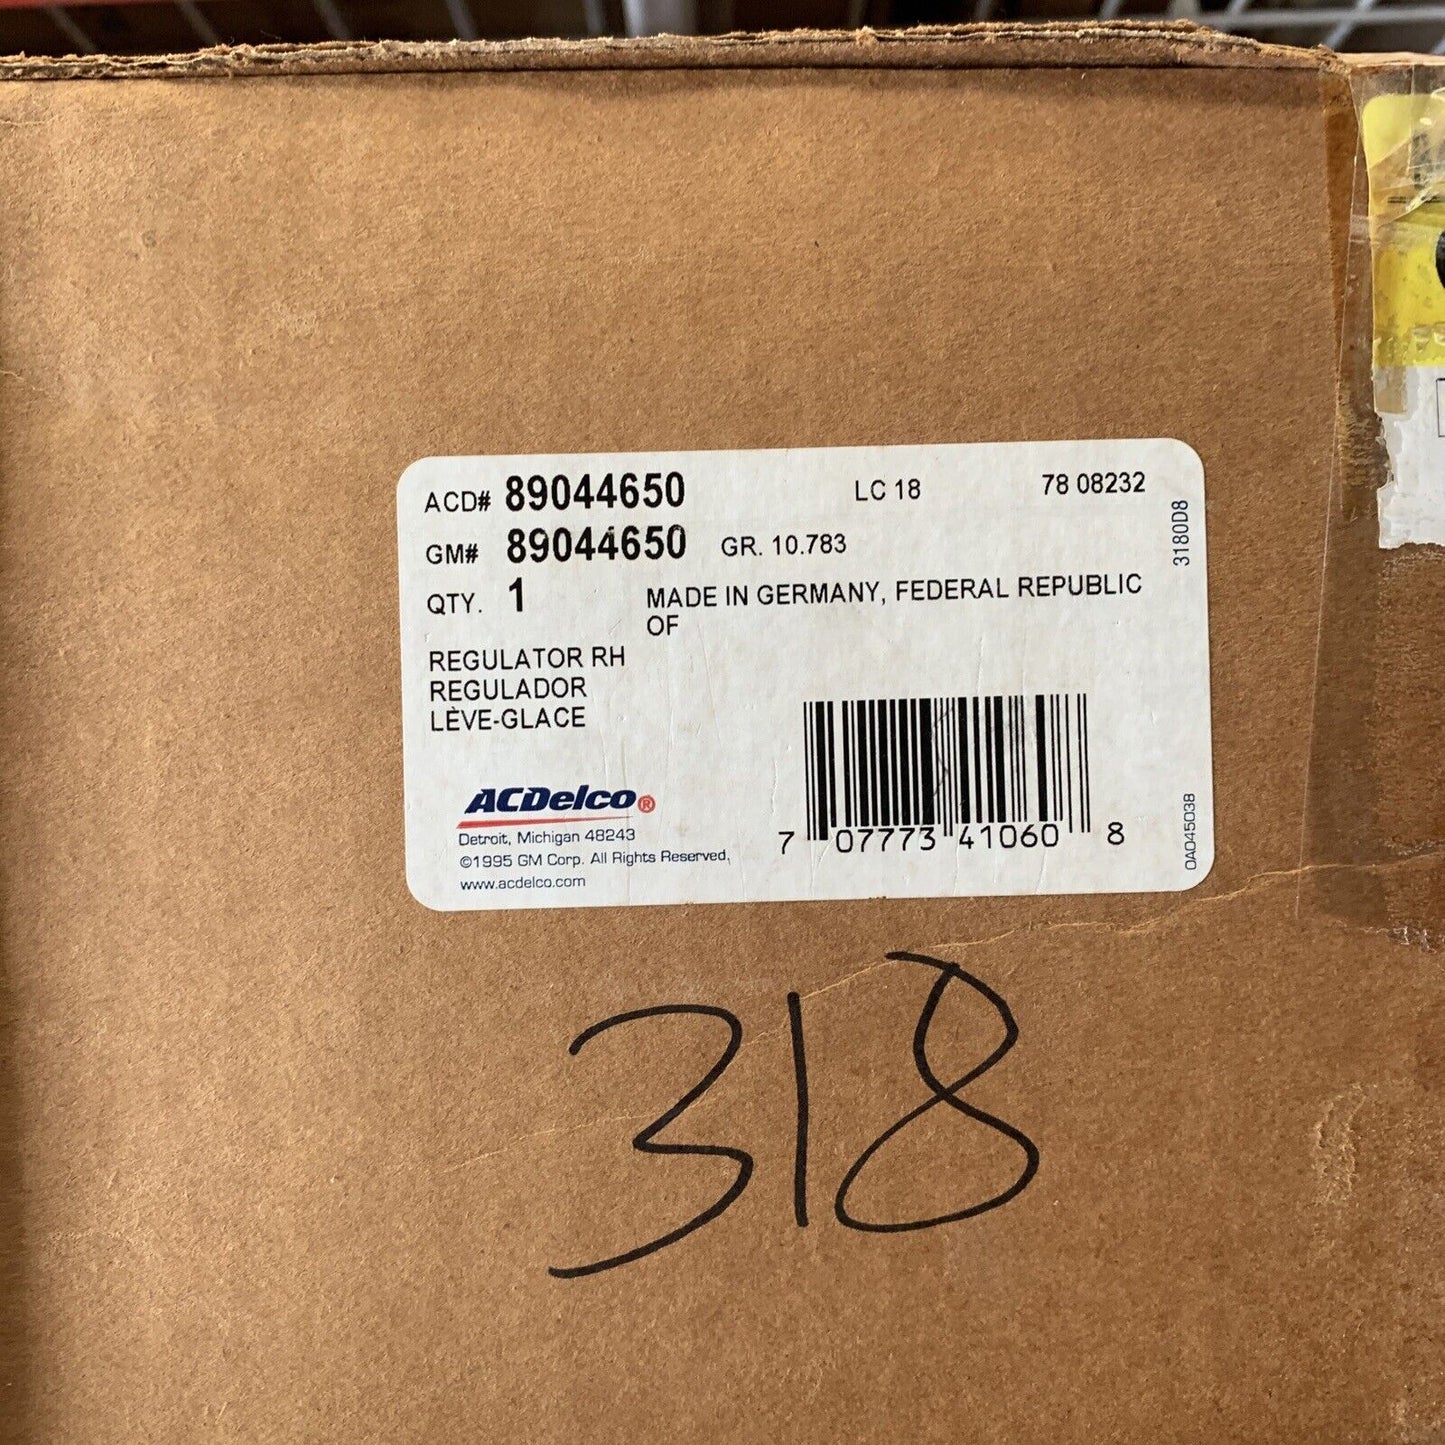 ACD# 89044650 LC 18 78 08232
GM# 89044650 GR. 10.783
3180D8
QTY. 1 MADE IN GERMANY, FEDERAL REPUBLIC
OF
REGULATOR RH
REGULADOR
LÈVE-GLACE
ACDelco®
Detroit, Michigan 48243
©1995 GM Corp. All Rights Reserved,
www.acdelco.com
7 07773 41060 8
0AD45038
318